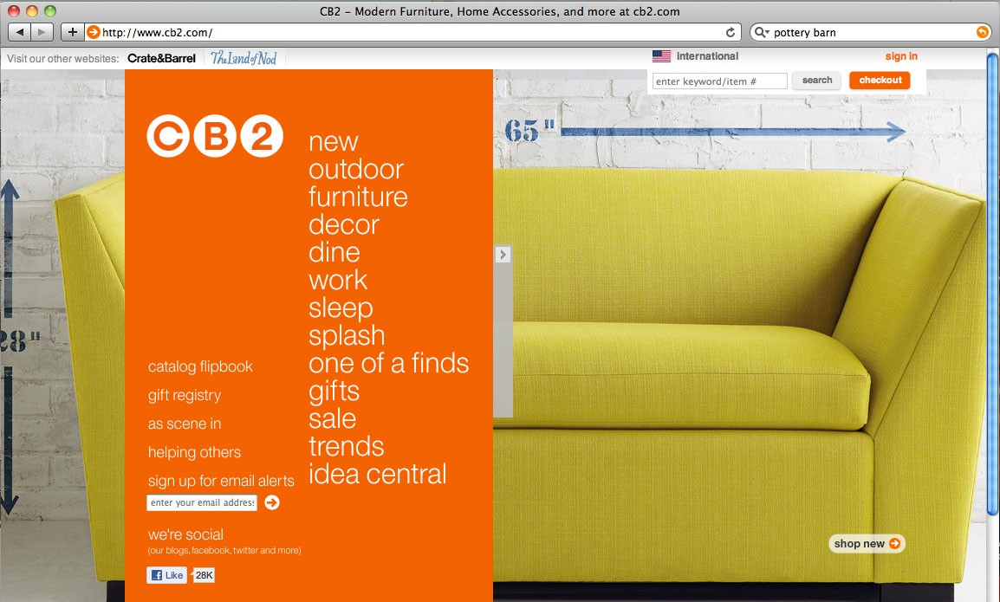 CB2 – Modern Furniture, Home Accessories, and more at cb2.com
http://www.cb2.com/
pottery barn
Visit our other websites: Crate&Barrel The Land of Nod
international
sign in
enter keyword/item #
search
checkout
CB2
new
outdoor
furniture
decor
dine
work
sleep
splash
one of a finds
gifts
sale
trends
idea central
catalog flipbook
gift registry
as scene in
helping others
sign up for email alerts
enter your email address:
we're social
(our blogs, facebook, twitter and more)
Like 28K
65"
28"
shop new